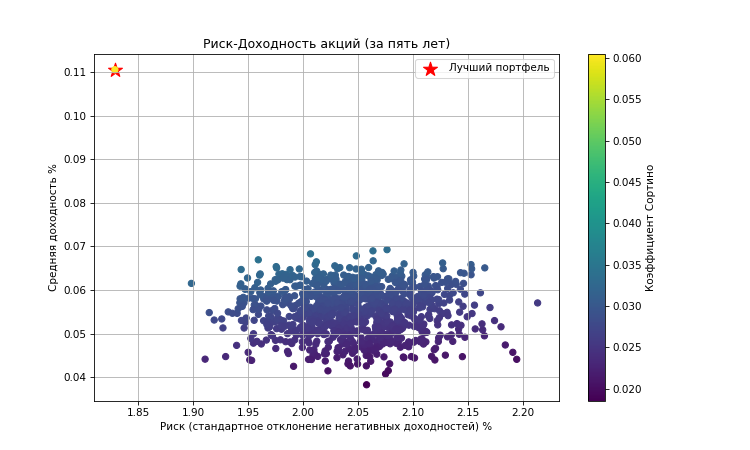 Риск-Доходность акций (за пять лет)
Лучший портфель
Средняя доходность %
0.11
0.10
0.09
0.08
0.07
0.06
0.05
0.04
1.85 1.90 1.95 2.00 2.05 2.10 2.15 2.20
Риск (стандартное отклонение негативных доходностей) %
0.060
0.055
0.050
0.045
0.040
0.035
0.030
0.025
0.020
Коэффициент Сортино